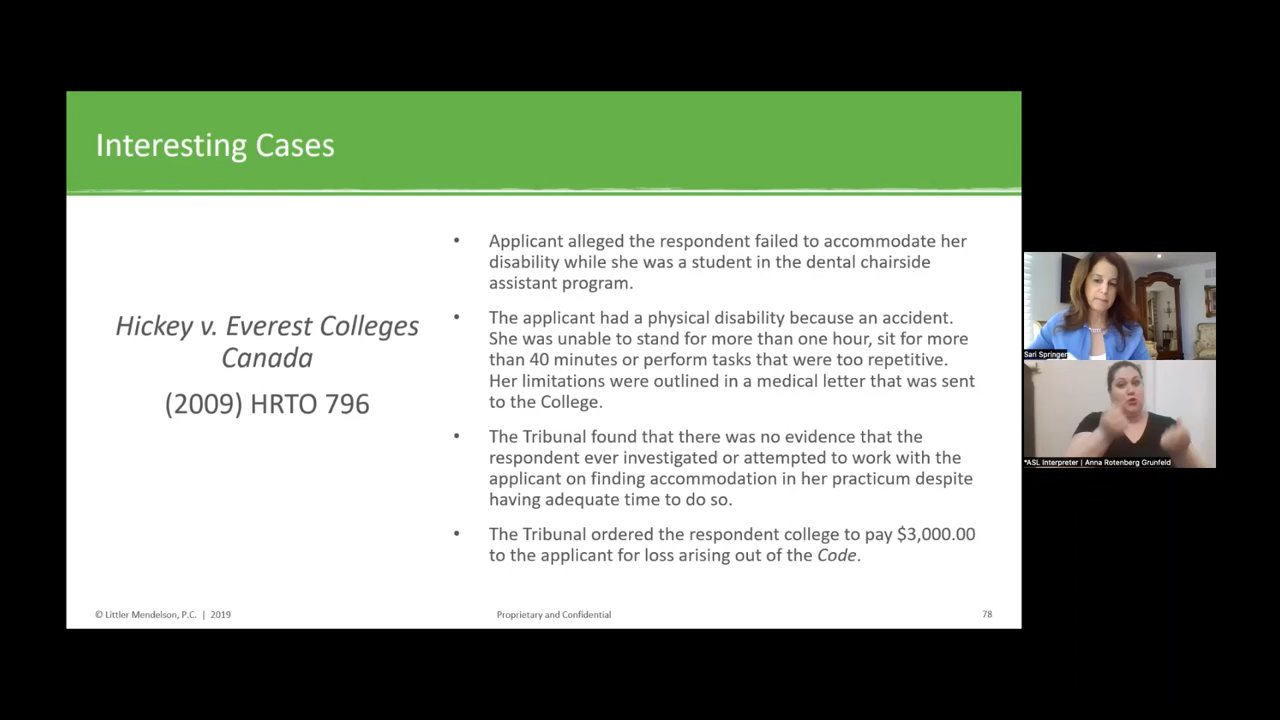 Interesting Cases
Hickey v. Everest Colleges
Canada
(2009) HRTO 796
• Applicant alleged the respondent failed to accommodate her
disability while she was a student in the dental chairside
assistant program.
• The applicant had a physical disability because an accident.
She was unable to stand for more than one hour, sit for more
than 40 minutes or perform tasks that were too repetitive.
Her limitations were outlined in a medical letter that was sent
to the College.
• The Tribunal found that there was no evidence that the
respondent ever investigated or attempted to work with the
applicant on finding accommodation in her practicum despite
having adequate time to do so.
• The Tribunal ordered the respondent college to pay $3,000.00
to the applicant for loss arising out of the Code.
© Littler Mendelson, P.C. | 2019
Proprietary and Confidential
78
Sari Springer
*ASL Interpreter | Anna Rotenberg Grunfeld